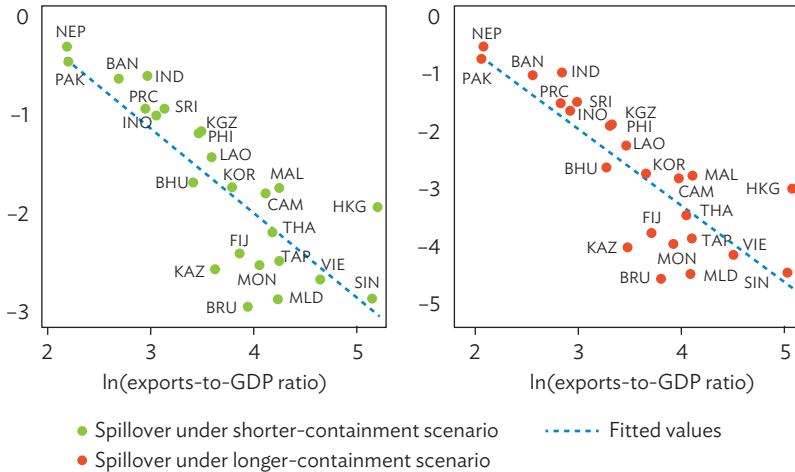 0
NEP
BAN
IND
PAK
PRC
SRI
–1
INO
KGZ
PHI
LAO
BHU
KOR
MAL
CAM
HKG
–2
THA
FIJ
TAP
KAZ
MON
VIE
BRU
MLD
SIN
–3
2
3
4
5
ln(exports-to-GDP ratio)
0
NEP
BAN
IND
PAK
–1
PRC
SRI
INO
KGZ
PHI
–2
LAO
BHU
KOR
MAL
CAM
HKG
–3
THA
FIJ
TAP
VIE
KAZ
MON
–4
BRU
MLD
SIN
–5
2
3
4
5
ln(exports-to-GDP ratio)
Spillover under shorter-containment scenario
Fitted values
Spillover under longer-containment scenario